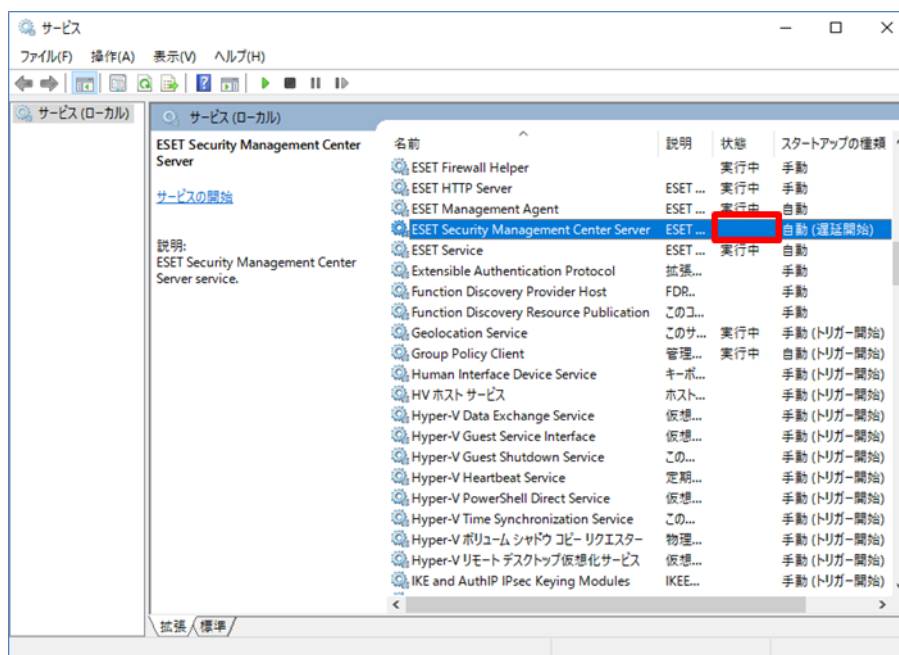 サービス
ファイル(F) 操作(A) 表示(V) ヘルプ(H)
サービス (ローカル)
サービス (ローカル)
ESET Security Management Center Server
サービスの開始
説明:
ESET Security Management Center Server service.
名前 説明 状態 スタートアップの種類
ESET Firewall Helper 実行中 手動
ESET HTTP Server ESET ... 実行中 手動
ESET Management Agent ESET ... 実行中 自動
ESET Security Management Center Server ESET ... 自動 (遅延開始)
ESET Service ESET ... 実行中 自動
Extensible Authentication Protocol 拡張... 手動
Function Discovery Provider Host FDP... 手動
Function Discovery Resource Publication このコ... 手動
Geolocation Service このサ... 実行中 手動 (トリガー開始)
Group Policy Client 管理... 実行中 自動 (トリガー開始)
Human Interface Device Service キーボ... 手動 (トリガー開始)
HV ホスト サービス ホスト... 手動 (トリガー開始)
Hyper-V Data Exchange Service 仮想... 手動 (トリガー開始)
Hyper-V Guest Service Interface 仮想... 手動 (トリガー開始)
Hyper-V Guest Shutdown Service この... 手動 (トリガー開始)
Hyper-V Heartbeat Service 定期... 手動 (トリガー開始)
Hyper-V PowerShell Direct Service 仮想... 手動 (トリガー開始)
Hyper-V Time Synchronization Service この... 手動 (トリガー開始)
Hyper-V ボリューム シャドウ コピー リクエスター 物理... 手動 (トリガー開始)
Hyper-V リモート デスクトップ仮想化サービス 仮想... 手動 (トリガー開始)
IKE and AuthIP IPsec Keying Modules IKEE... 手動 (トリガー開始)
拡張 標準